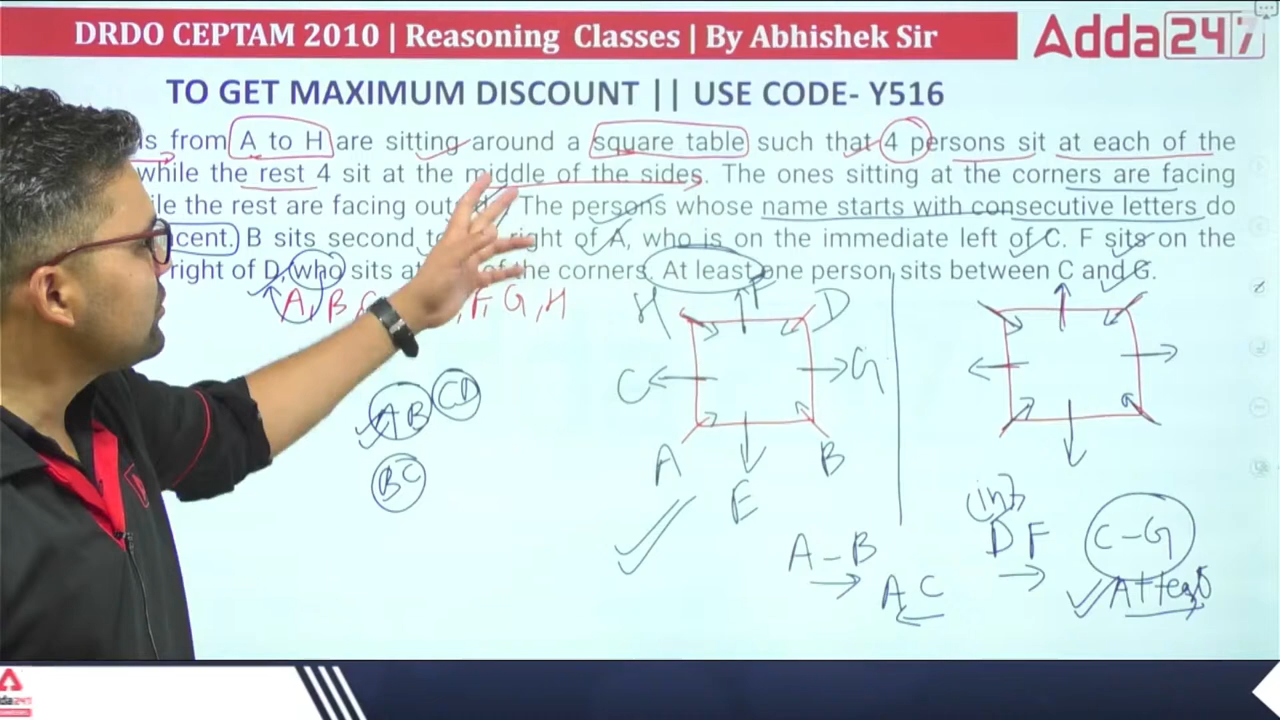 DRDO CEPTAM 2010 | Reasoning Classes | By Abhishek Sir
Adda247
TO GET MAXIMUM DISCOUNT || USE CODE- Y516
from A to H are sitting around a square table such that 4 persons sit at each of the
while the rest 4 sit at the middle of the sides. The ones sitting at the corners are facing
the rest are facing The persons whose name starts with consecutive letters do
B sits second right of A, who is on the immediate left of C. F sits on the
right of D, who sits of the corners. At least one person sits between C and G.
A, B F, G, H
H D
C G
A B
E
AB CD
BC
A - B
A C
(in)
D F
C - G